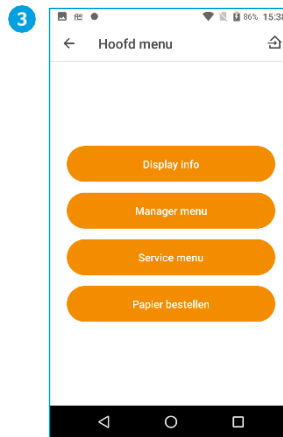 3
86% 15:38
Hoofd menu
Display info
Manager menu
Service menu
Papier bestellen